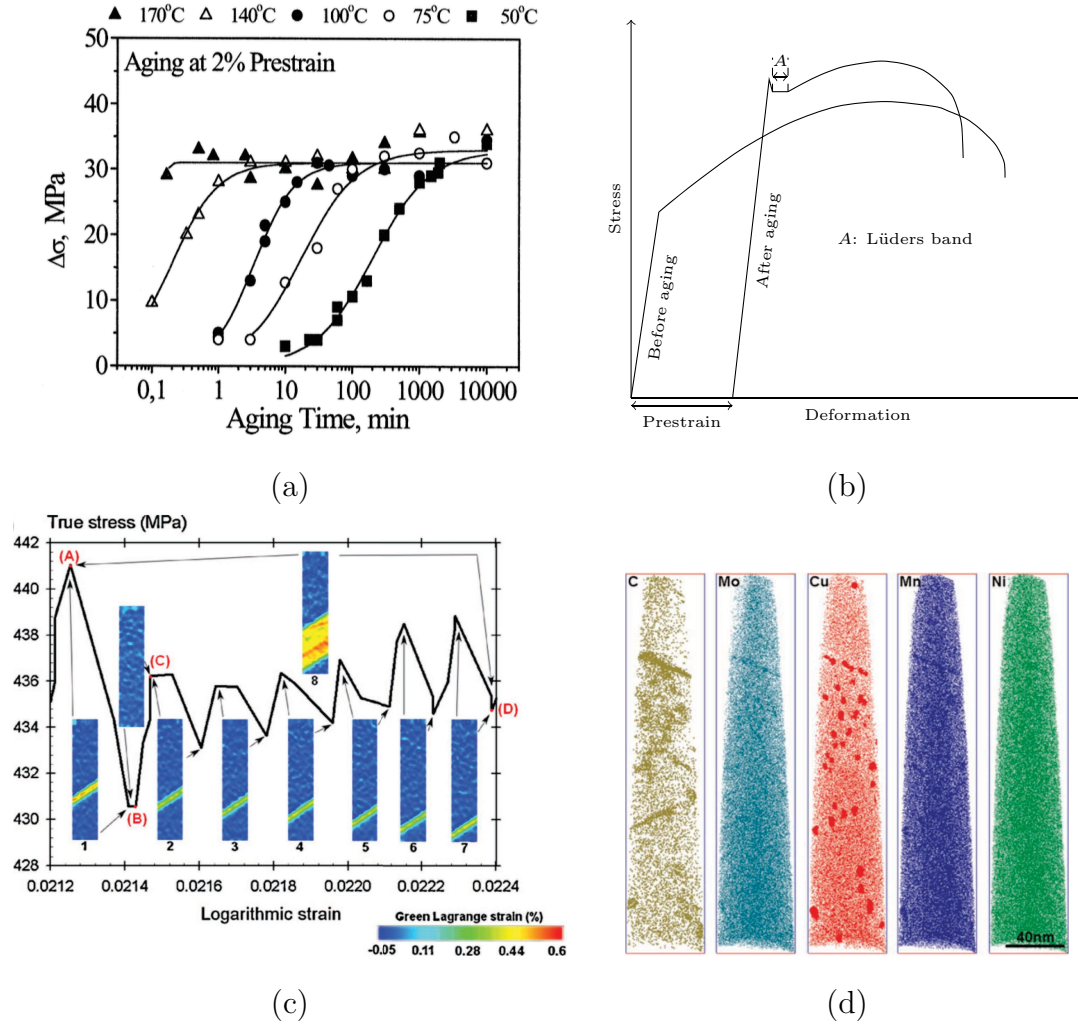 ▲ 170°C △ 140°C ● 100°C ○ 75°C ■ 50°C
Aging at 2% Prestrain
50
40
30
20
10
0
Δσ, MPa
0,1 1 10 100 1000 10000
Aging Time, min
(a)
A
Stress
Before aging
After aging
A: Lüders band
Prestrain
Deformation
(b)
True stress (MPa)
442
441
438
436
434
432
430
428
(A)
(C)
(B)
(D)
8
1 2 3 4 5 6 7
0.0212 0.0214 0.0216 0.0218 0.0220 0.0222 0.0224
Logarithmic strain
Green Lagrange strain (%)
-0.05 0.11 0.28 0.44 0.6
(c)
C Mo Cu Mn Ni
40nm
(d)